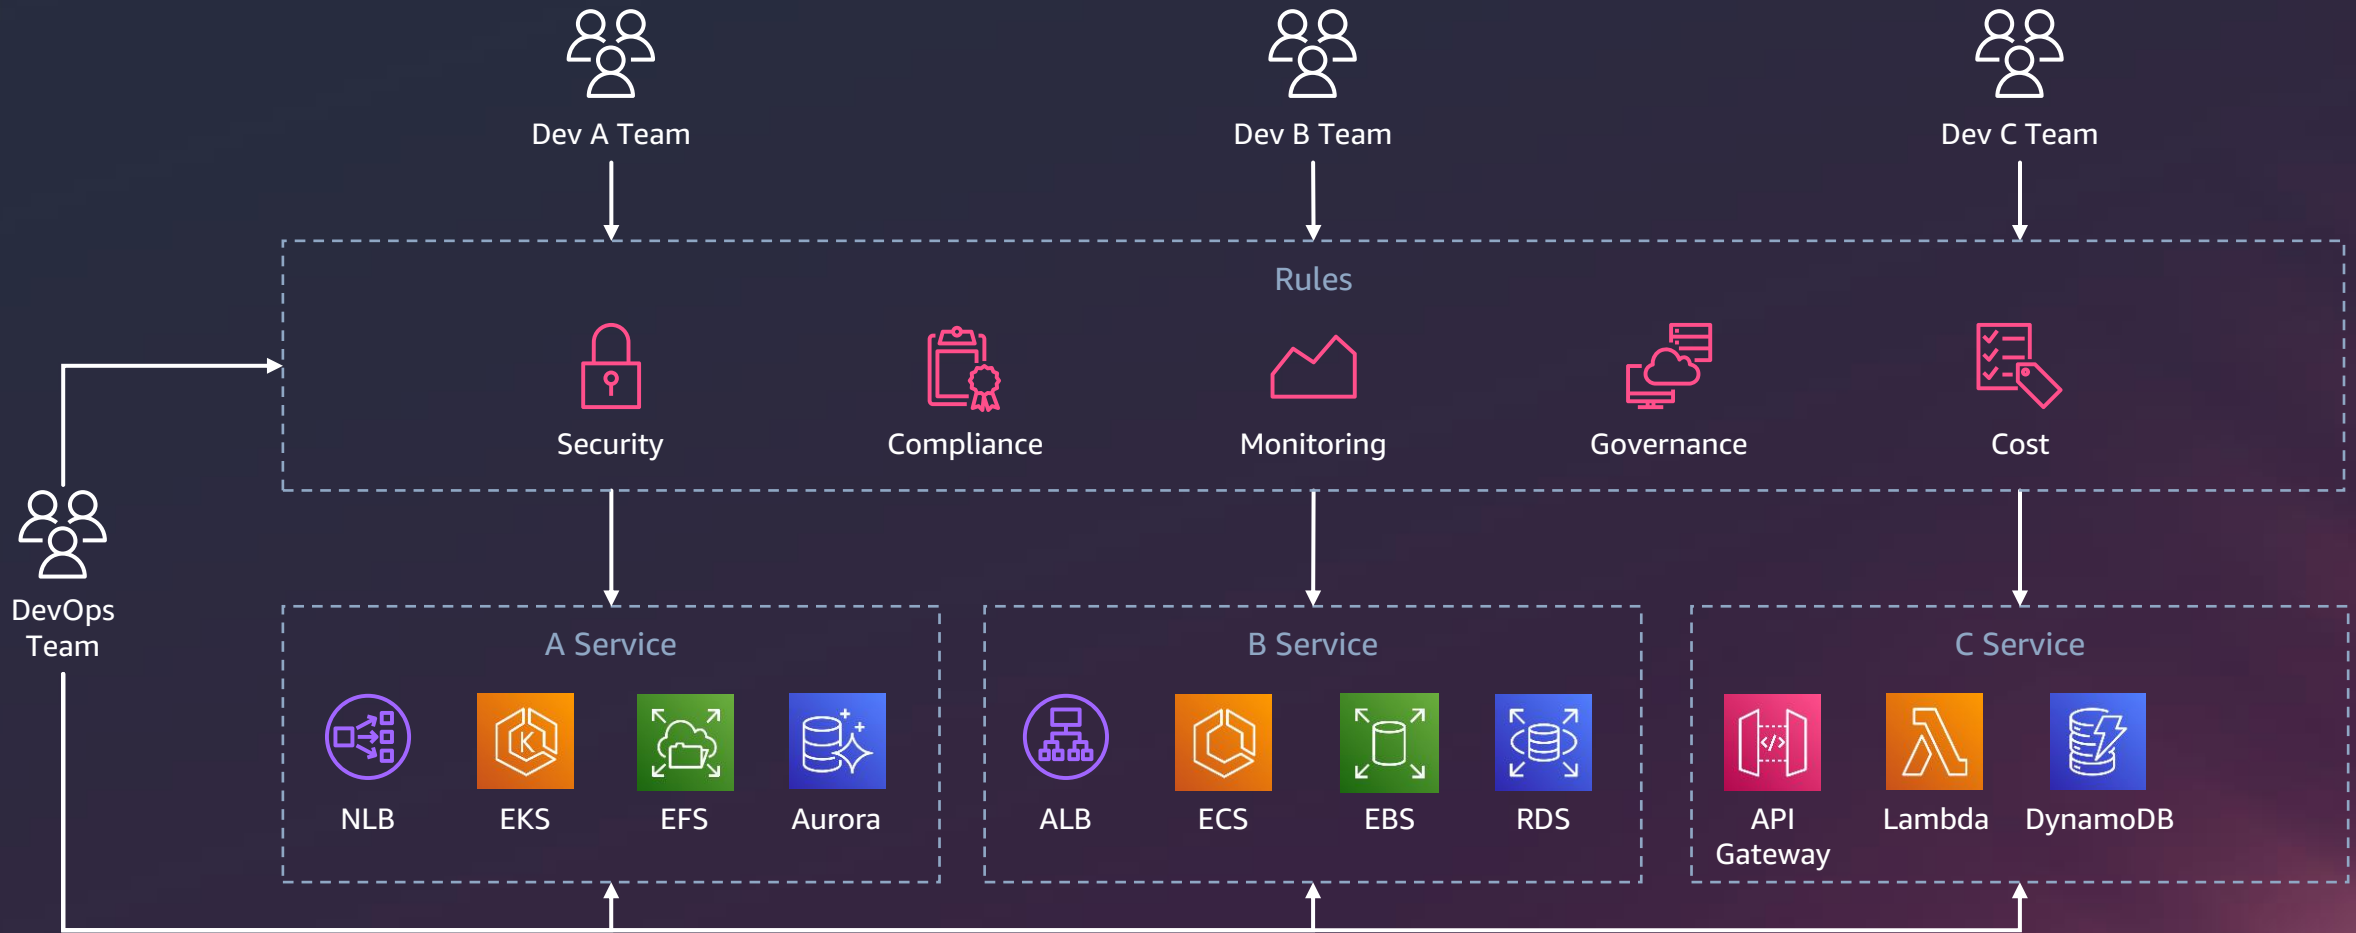 Dev A Team
Dev B Team
Dev C Team
Rules
Security
Compliance
Monitoring
Governance
Cost
DevOps
Team
A Service
NLB
EKS
EFS
Aurora
B Service
ALB
ECS
EBS
RDS
C Service
API
Gateway
Lambda
DynamoDB